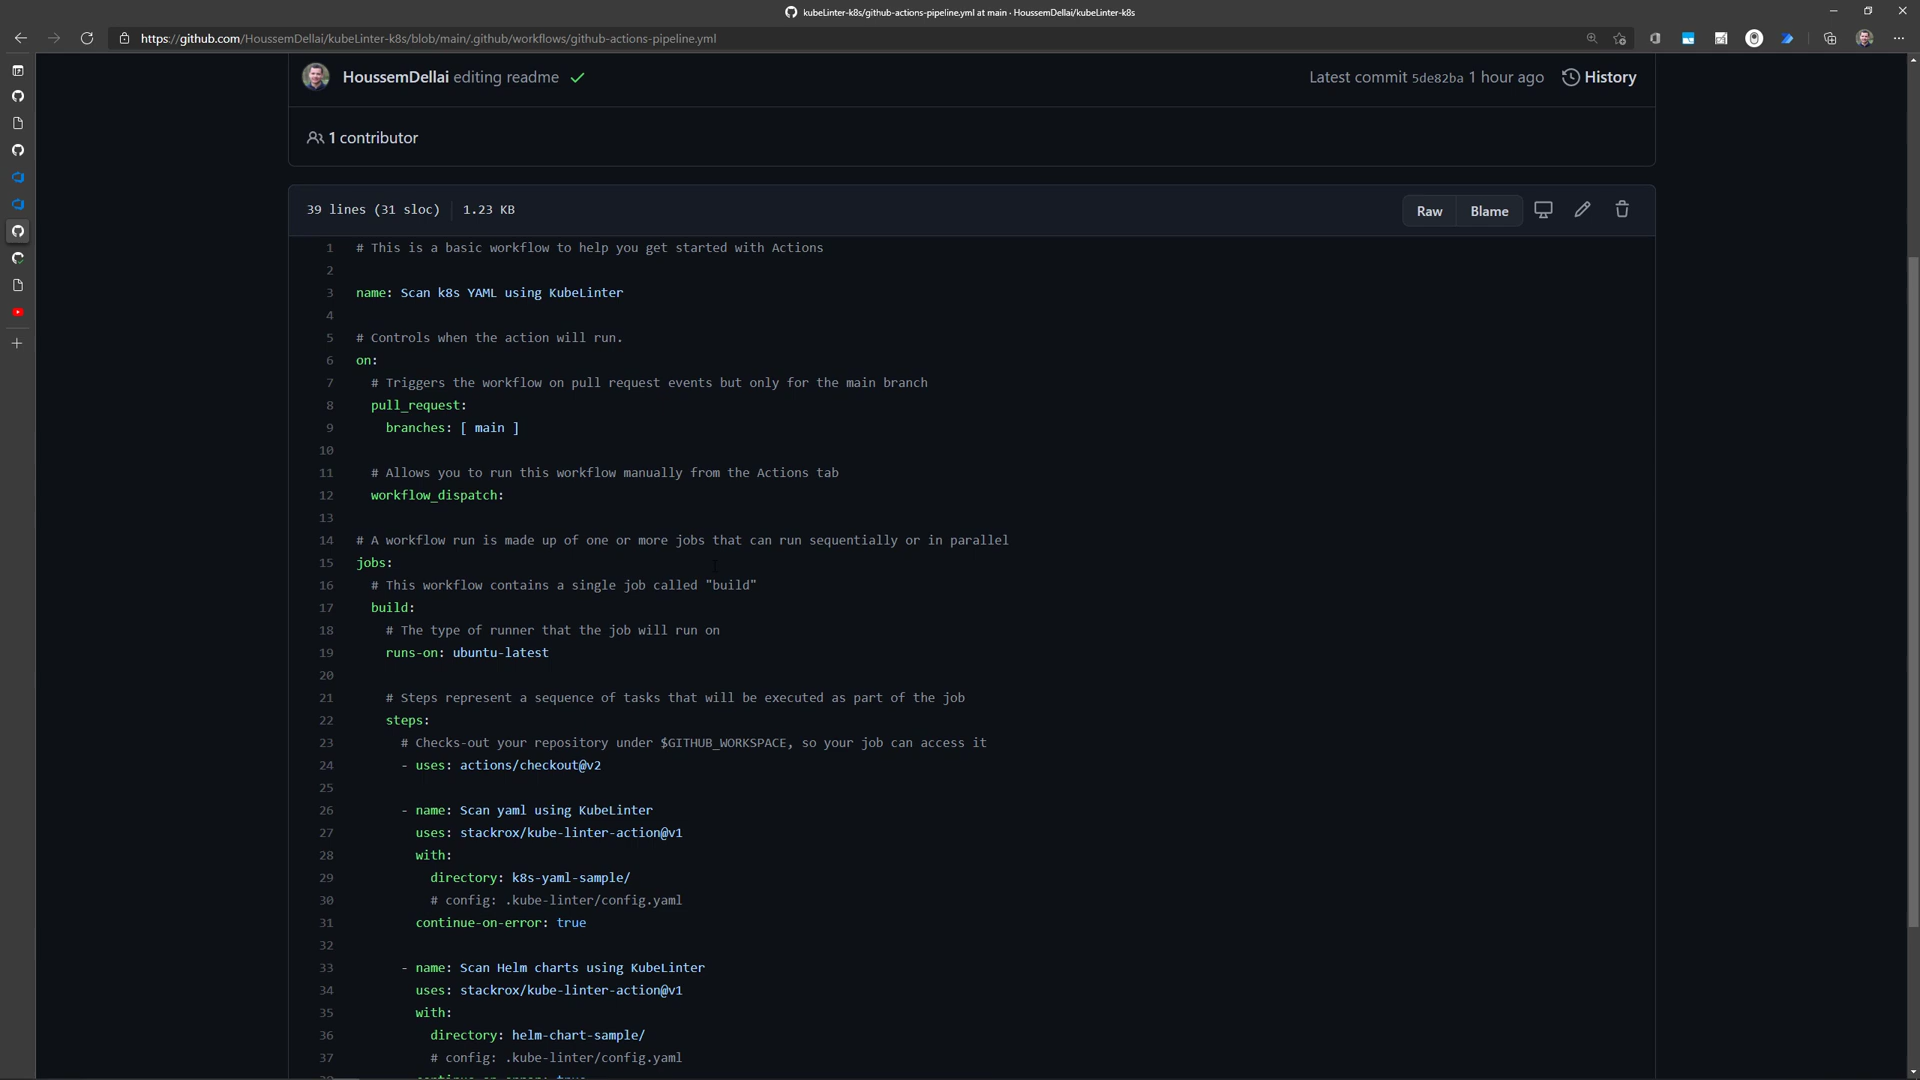 kubeLinter-k8s/github-actions-pipeline.yml at main · HoussemDellai/kubeLinter-k8s
https://github.com/HoussemDellai/kubeLinter-k8s/blob/main/.github/workflows/github-actions-pipeline.yml
HoussemDellai editing readme
Latest commit 5de82ba 1 hour ago History
1 contributor
39 lines (31 sloc) 1.23 KB
Raw Blame
1 # This is a basic workflow to help you get started with Actions
2
3 name: Scan k8s YAML using KubeLinter
4
5 # Controls when the action will run.
6 on:
7 # Triggers the workflow on pull request events but only for the main branch
8 pull_request:
9 branches: [ main ]
10
11 # Allows you to run this workflow manually from the Actions tab
12 workflow_dispatch:
13
14 # A workflow run is made up of one or more jobs that can run sequentially or in parallel
15 jobs:
16 # This workflow contains a single job called "build"
17 build:
18 # The type of runner that the job will run on
19 runs-on: ubuntu-latest
20
21 # Steps represent a sequence of tasks that will be executed as part of the job
22 steps:
23 # Checks-out your repository under $GITHUB_WORKSPACE, so your job can access it
24 - uses: actions/checkout@v2
25
26 - name: Scan yaml using KubeLinter
27 uses: stackrox/kube-linter-action@v1
28 with:
29 directory: k8s-yaml-sample/
30 # config: .kube-linter/config.yaml
31 continue-on-error: true
32
33 - name: Scan Helm charts using KubeLinter
34 uses: stackrox/kube-linter-action@v1
35 with:
36 directory: helm-chart-sample/
37 # config: .kube-linter/config.yaml